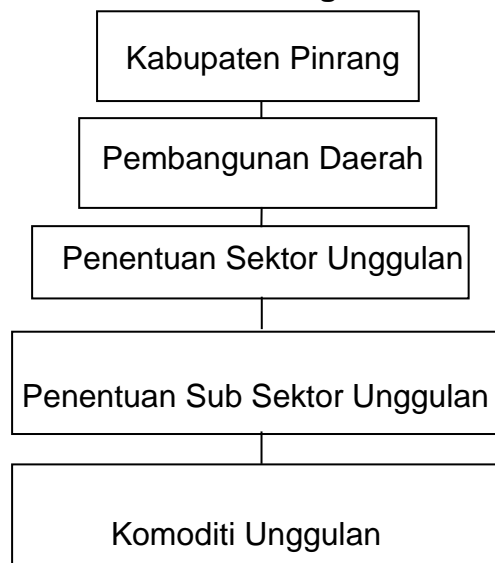 Kabupaten Pinrang
Pembangunan Daerah
Penentuan Sektor Unggulan
Penentuan Sub Sektor Unggulan
Komoditi Unggulan